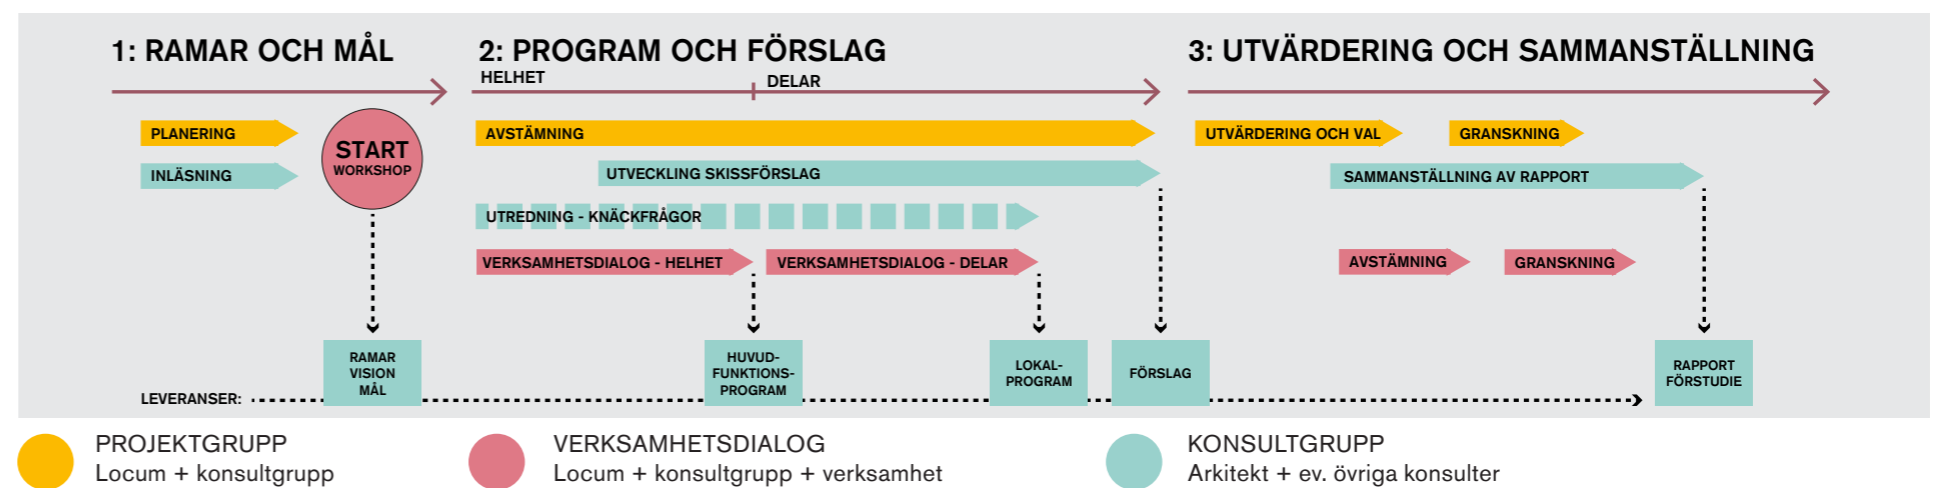 1: RAMAR OCH MÅL
2: PROGRAM OCH FÖRSLAG
3: UTVÄRDERING OCH SAMMANSTÄLLNING
HELHET
DELAR
PLANERING
INLÄSNING
START
WORKSHOP
AVSTÄMNING
UTVECKLING SKISSFÖRSLAG
UTREDNING - KNÄCKFRÅGOR
VERKSAMHETSDIALOG - HELHET
VERKSAMHETSDIALOG - DELAR
UTVÄRDERING OCH VAL
GRANSKNING
SAMMANSTÄLLNING AV RAPPORT
AVSTÄMNING
GRANSKNING
RAMAR
VISION
MÅL
HUVUD-
FUNKTIONS-
PROGRAM
LOKAL-
PROGRAM
FÖRSLAG
RAPPORT
FÖRSTUDIE
LEVERANSER:
PROJEKTGRUPP
Locum + konsultgrupp
VERKSAMHETSDIALOG
Locum + konsultgrupp + verksamhet
KONSULTGRUPP
Arkitekt + ev. övriga konsulter